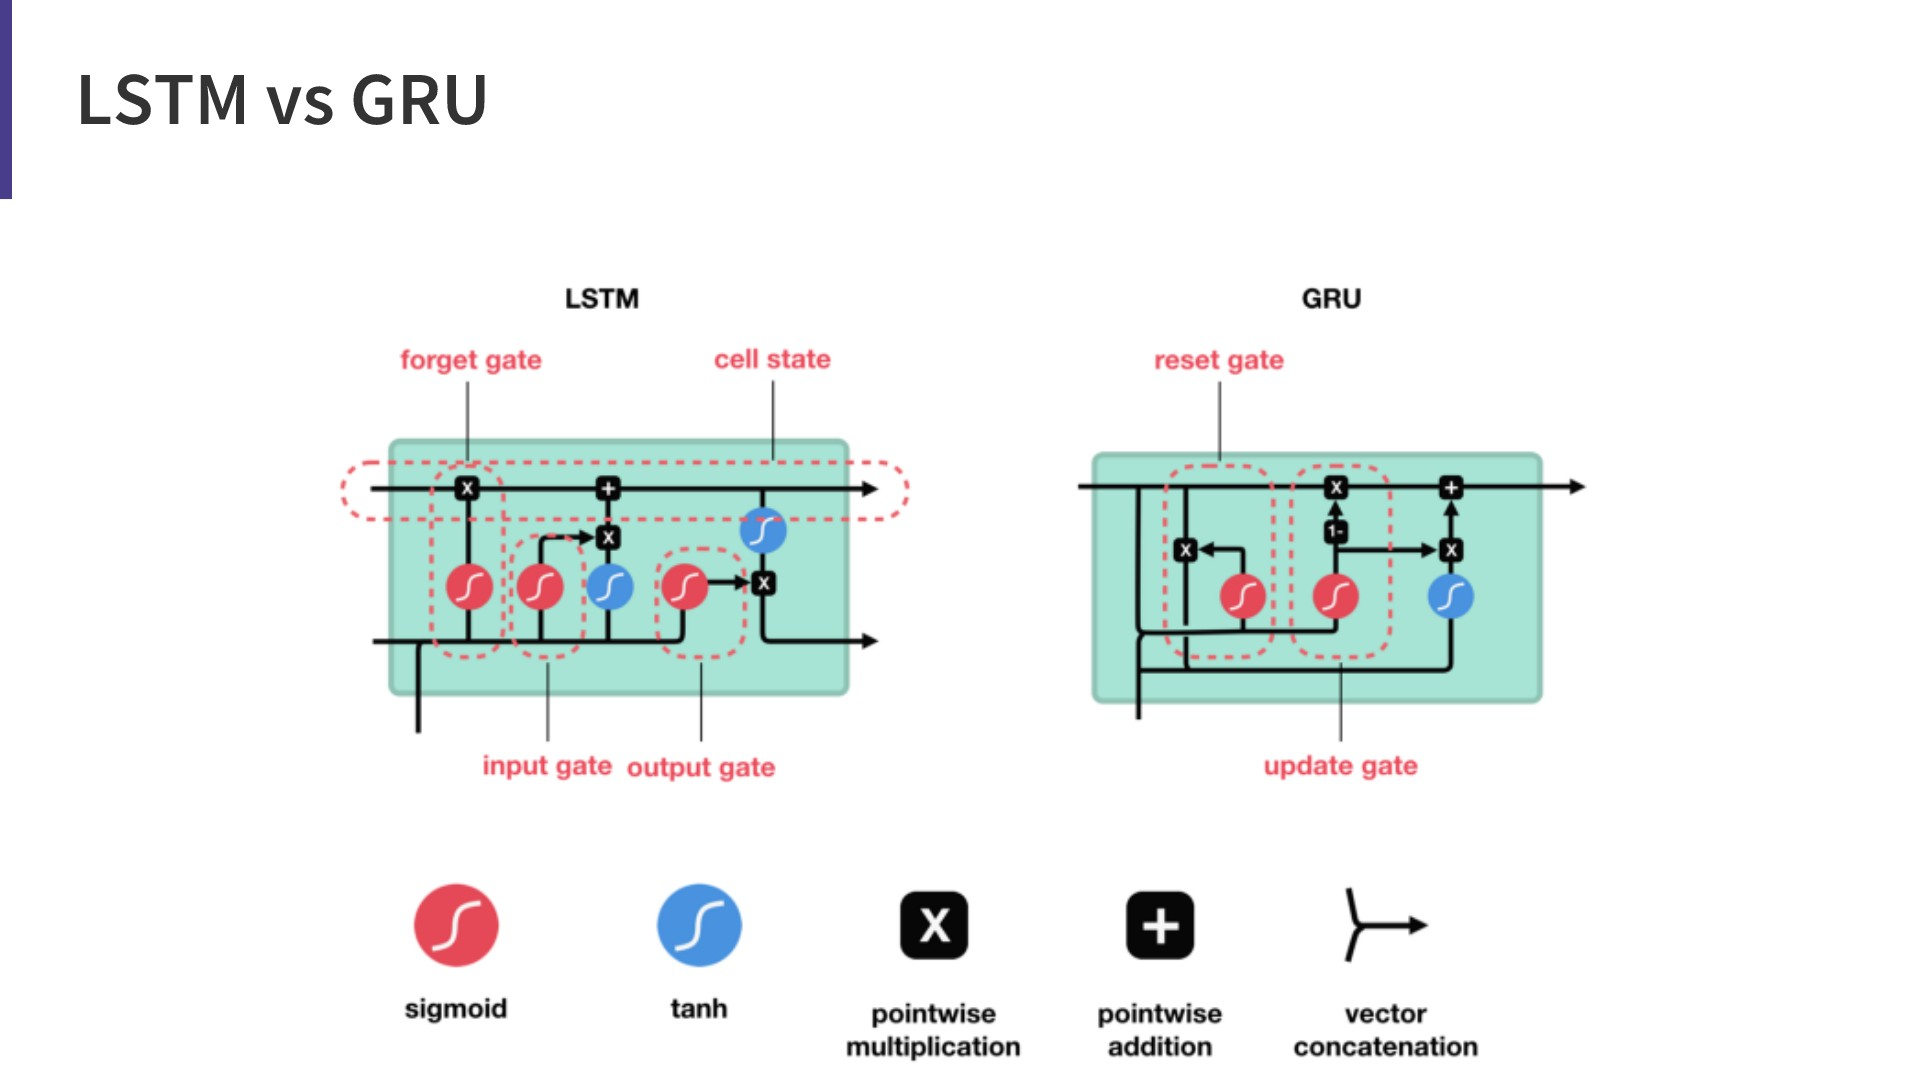 LSTM vs GRU
LSTM
GRU
forget gate
cell state
reset gate
X
+
X
X
X
+
1-
X
X
input gate
output gate
update gate
X
+
sigmoid
tanh
pointwise
multiplication
pointwise
addition
vector
concatenation